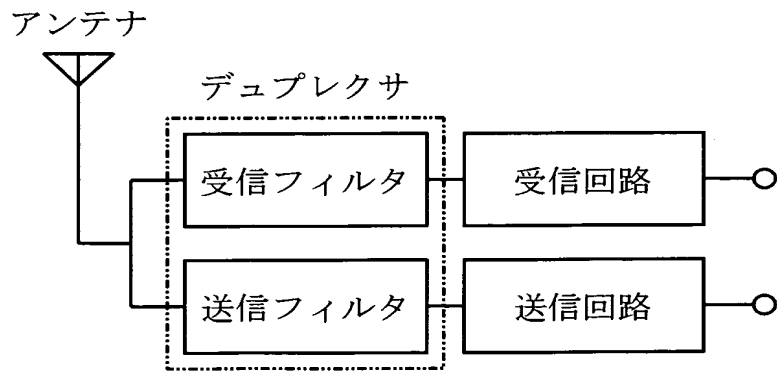 アンテナ
デュプレクサ
受信フィルタ
受信回路
送信フィルタ
送信回路